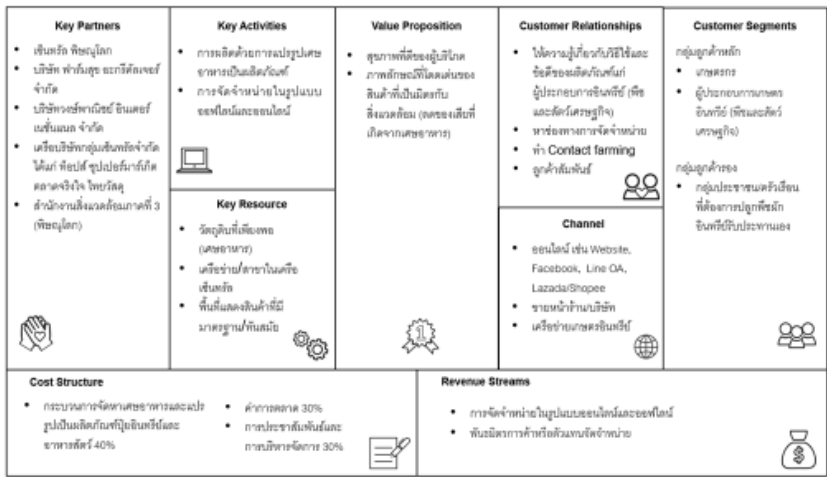 Key Partners
• เซ็นทรัล พิษณุโลก
• บริษัท ฟาร์มสุข อะกรีคัลเจอร์
จำกัด
• บริษัทวงษ์พาณิชย์ อินเตอร์
เนชั่นแนล จำกัด
• เครือบริษัทกลุ่มเซ็นทรัลจำกัด
ได้แก่ ท็อปส์ ซุปเปอร์มาร์เก็ต
ตลาดจริงใจ ไทวัสดุ
• สำนักงานสิ่งแวดล้อมภาคที่ 3
(พิษณุโลก)
Key Activities
• การผลิตด้วยการแปรรูปเศษ
อาหารเป็นผลิตภัณฑ์
• การจัดจำหน่ายในรูปแบบ
ออฟไลน์และออนไลน์
Key Resource
• วัตถุดิบที่เพียงพอ
(เศษอาหาร)
• เครือข่าย/สาขาในเครือ
เซ็นทรัล
• พื้นที่แสดงสินค้าที่มี
มาตรฐาน/ทันสมัย
Value Proposition
• สุขภาพที่ดีของผู้บริโภค
• ภาพลักษณ์ที่โดดเด่นของ
สินค้าที่เป็นมิตรกับ
สิ่งแวดล้อม (ลดของเสียที่
เกิดจากเศษอาหาร)
1
Customer Relationships
• ให้ความรู้เกี่ยวกับวิธีใช้และ
ข้อดีของผลิตภัณฑ์แก่
ผู้ประกอบการอินทรีย์ (พืช
และสัตว์เศรษฐกิจ)
• หาช่องทางการจัดจำหน่าย
• ทำ Contact farming
• ลูกค้าสัมพันธ์
Channel
• ออนไลน์ เช่น Website,
Facebook, Line OA,
Lazada/Shopee
• ขายหน้าร้าน/บริษัท
• เครือข่ายเกษตรอินทรีย์
Customer Segments
กลุ่มลูกค้าหลัก
• เกษตรกร
• ผู้ประกอบการเกษตร
อินทรีย์ (พืชและสัตว์
เศรษฐกิจ)
กลุ่มลูกค้ารอง
• กลุ่มประชาชน/ครัวเรือน
ที่ต้องการปลูกพืชผัก
อินทรีย์รับประทานเอง
Cost Structure
• กระบวนการจัดหาเศษอาหารและแปร
รูปเป็นผลิตภัณฑ์ปุ๋ยอินทรีย์และ
อาหารสัตว์ 40%
• ค่าการตลาด 30%
• การประชาสัมพันธ์และ
การบริหารจัดการ 30%
Revenue Streams
• การจัดจำหน่ายในรูปแบบออนไลน์และออฟไลน์
• พันธมิตรการค้าหรือตัวแทนจัดจำหน่าย
$